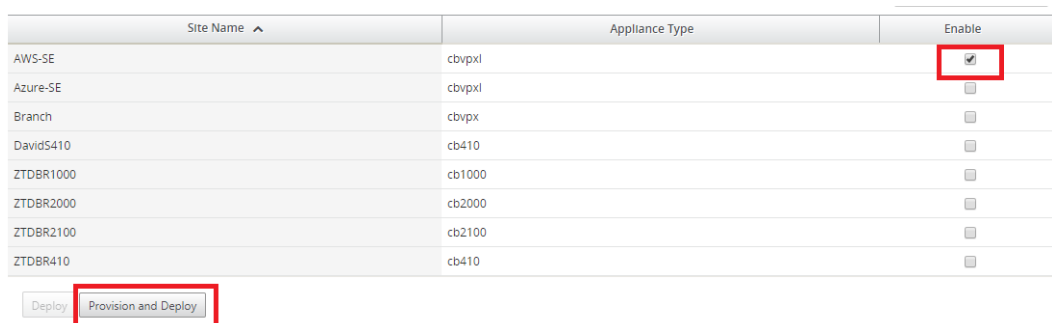 Site Name Appliance Type Enable
AWS-SE cbvpxl
Azure-SE cbvpxl
Branch cbvpx
DavidS410 cb410
ZTDBR1000 cb1000
ZTDBR2000 cb2000
ZTDBR2100 cb2100
ZTDBR410 cb410
Deploy Provision and Deploy